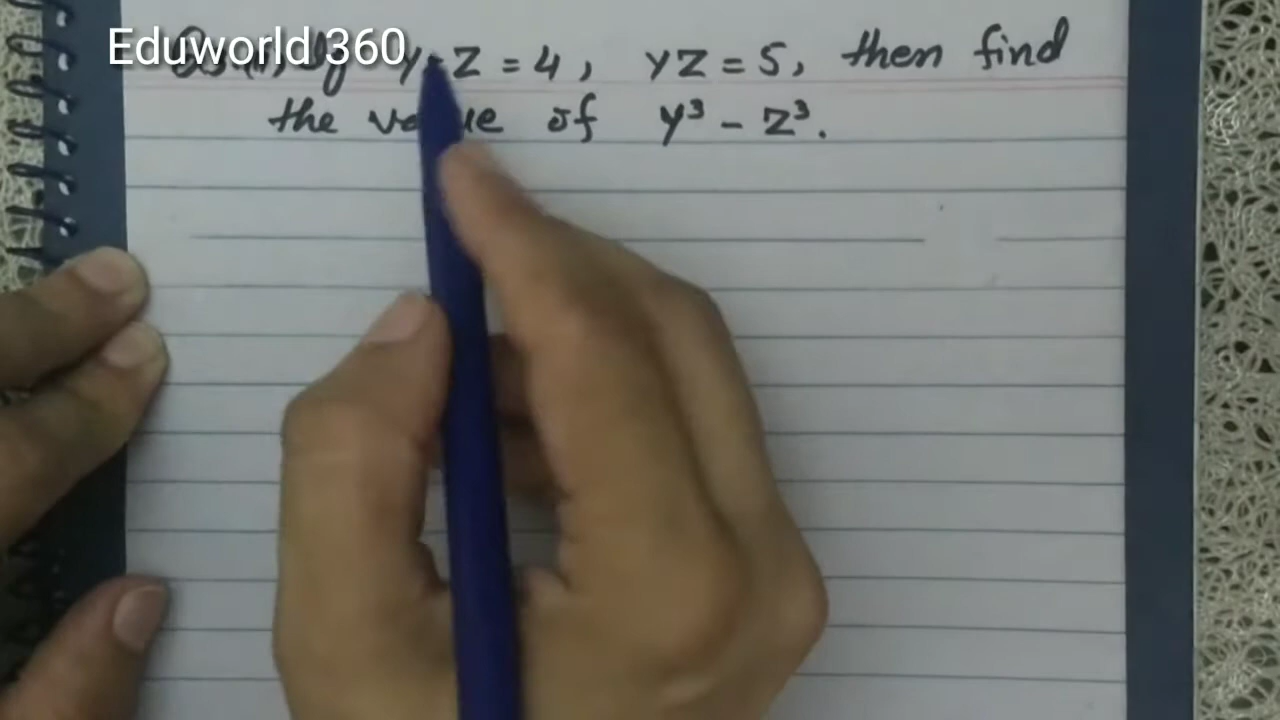 Eduworld 360
y-z = 4, yz = 5, then find
the of y³ - z³.